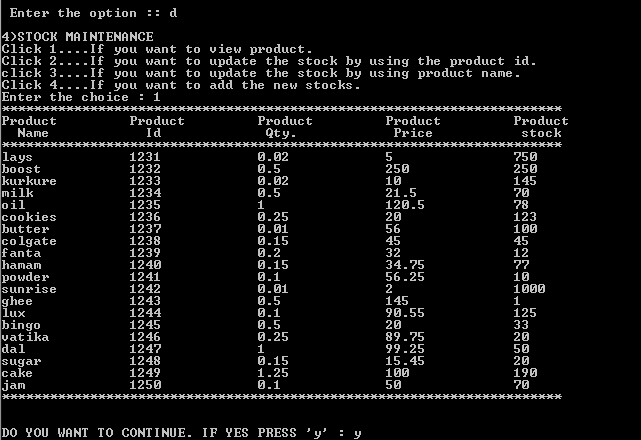 Enter the option :: d
4)STOCK MAINTENANCE
Click 1....If you want to view product.
Click 2....If you want to update the stock by using the product id.
click 3....If you want to update the stock by using product name.
Click 4....If you want to add the new stocks.
Enter the choice : 1
********************************************************************************
Product Product Product Product Product
Name Id Qty. Price stock
********************************************************************************
lays 1231 0.02 5 750
boost 1232 0.5 250 250
kurkure 1233 0.02 10 145
milk 1234 0.5 21.5 70
oil 1235 1 120.5 78
cookies 1236 0.25 20 123
butter 1237 0.01 56 100
colgate 1238 0.15 45 45
fanta 1239 0.2 32 12
hamam 1240 0.15 34.75 77
powder 1241 0.1 56.25 10
sunrise 1242 0.01 2 1000
ghee 1243 0.5 145 1
lux 1244 0.1 90.55 125
bingo 1245 0.5 20 33
vatika 1246 0.25 89.75 20
dal 1247 1 99.25 50
sugar 1248 0.15 15.45 20
cake 1249 1.25 100 190
jam 1250 0.1 50 70
********************************************************************************
DO YOU WANT TO CONTINUE. IF YES PRESS 'y' : y